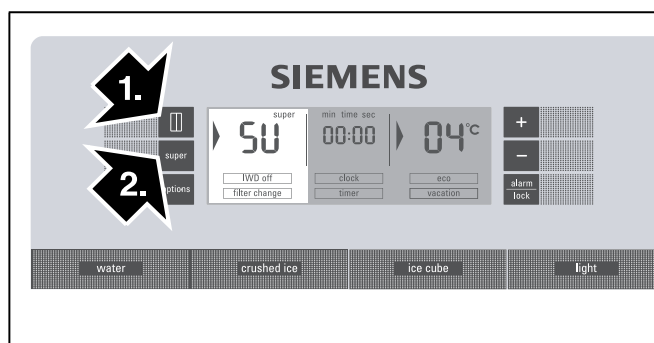 1.
SIEMENS
super min time sec
SU 00:00 04°C +
super −
2.
IWD off clock eco
filter change timer vacation
alarm
lock
water crushed ice ice cube light